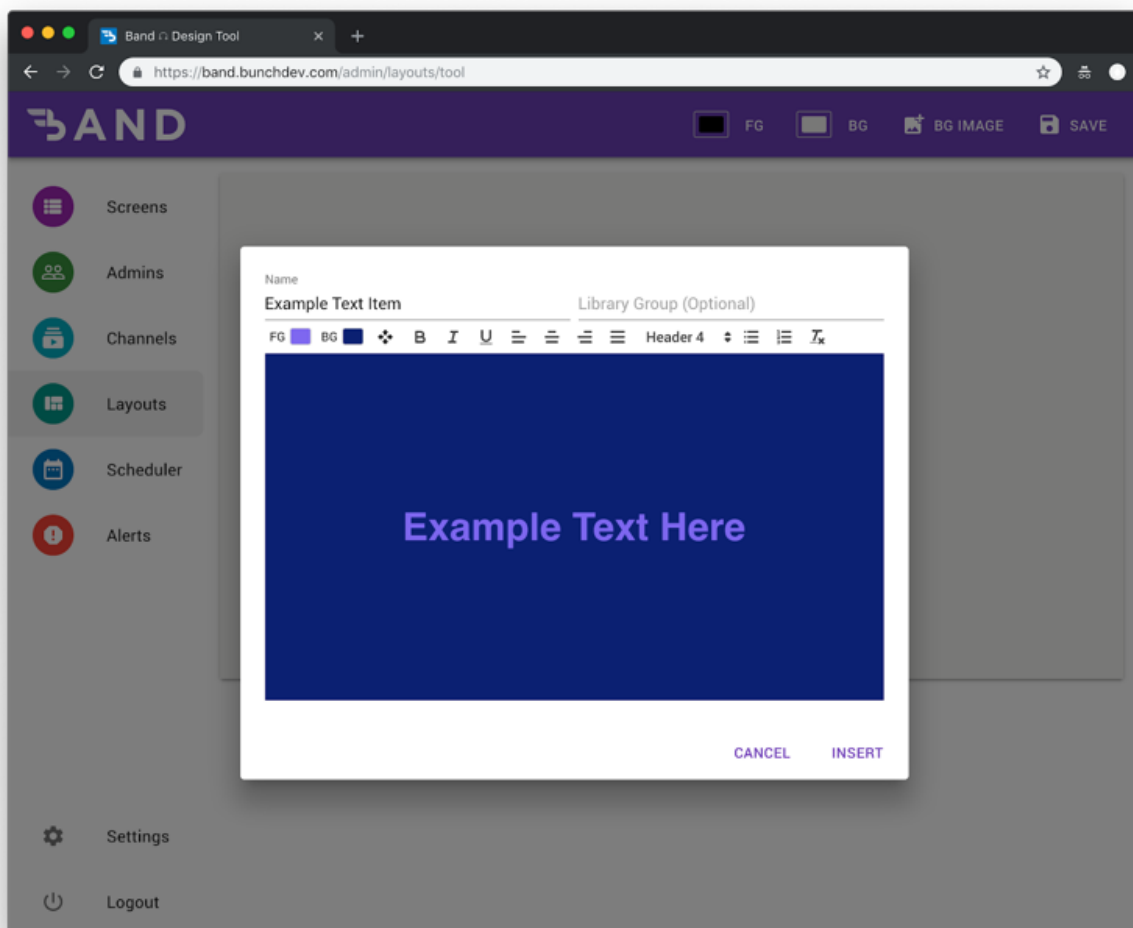 Band ∩ Design Tool
https://band.bunchdev.com/admin/layouts/tool
BAND
FG
BG
BG IMAGE
SAVE
Screens
Admins
Channels
Layouts
Scheduler
Alerts
Settings
Logout
Name
Example Text Item
Library Group (Optional)
FG BG B I U Header 4
Example Text Here
CANCEL INSERT